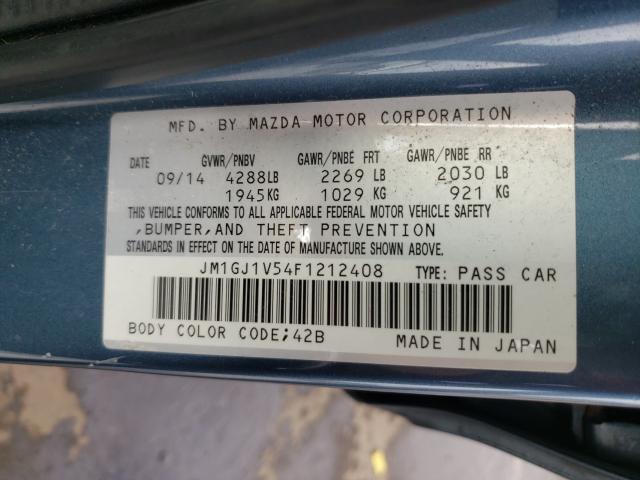 MFD. BY MAZDA MOTOR CORPORATION
DATE GVWR/PNBV GAWR/PNBE FRT GAWR/PNBE RR
09/14 4288LB 2269 LB 2030 LB
1945KG 1029 KG 921 KG
THIS VEHICLE CONFORMS TO ALL APPLICABLE FEDERAL MOTOR VEHICLE SAFETY
,BUMPER,AND THEFT PREVENTION
STANDARDS IN EFFECT ON THE DATE OF MANUFACTURE SHOWN ABOVE.
JM1GJ1V54F1212408 TYPE: PASS CAR
BODY COLOR CODE;42B MADE IN JAPAN